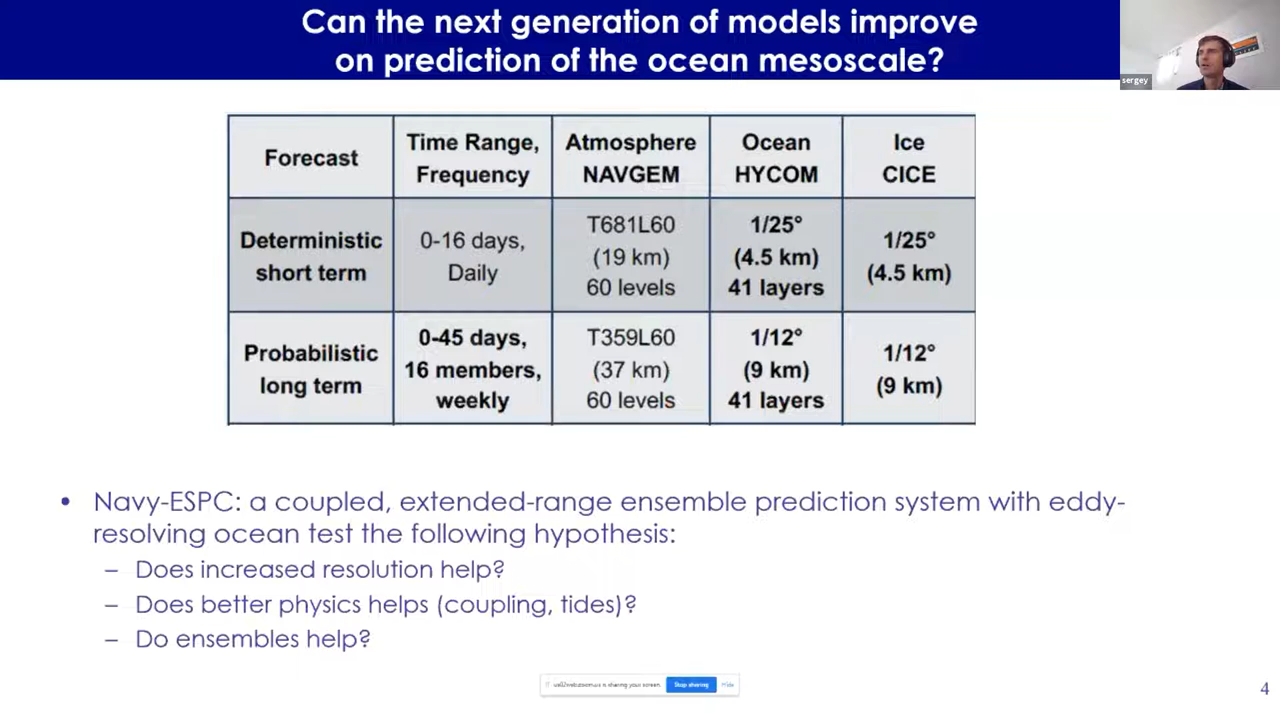 Can the next generation of models improve
on prediction of the ocean mesoscale?
sergey
Forecast
Time Range,
Frequency
Atmosphere
NAVGEM
Ocean
HYCOM
Ice
CICE
Deterministic
short term
0-16 days,
Daily
T681L60
(19 km)
60 levels
1/25°
(4.5 km)
41 layers
1/25°
(4.5 km)
Probabilistic
long term
0-45 days,
16 members,
weekly
T359L60
(37 km)
60 levels
1/12°
(9 km)
41 layers
1/12°
(9 km)
• Navy-ESPC: a coupled, extended-range ensemble prediction system with eddy-
resolving ocean test the following hypothesis:
– Does increased resolution help?
– Does better physics helps (coupling, tides)?
– Do ensembles help?
is sharing your screen. Stop sharing Hide
4